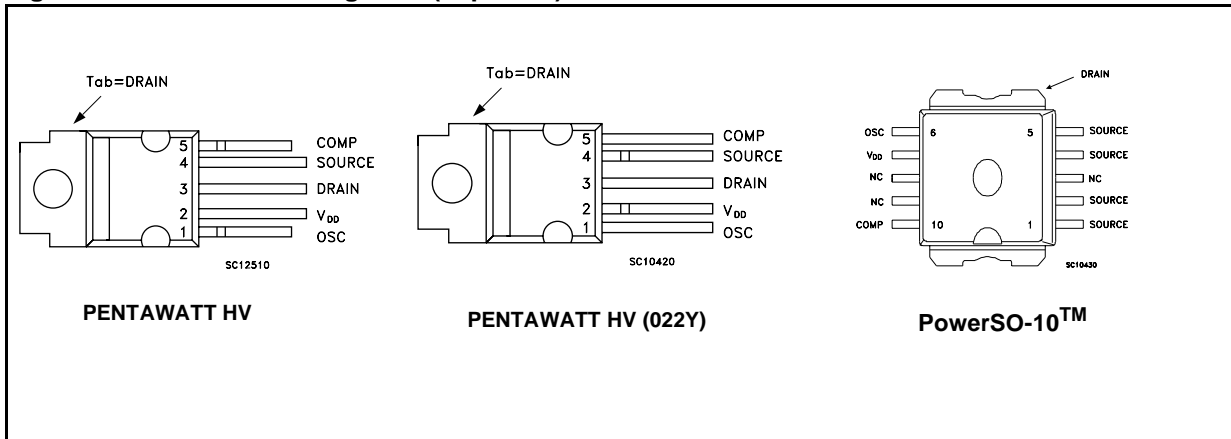 Tab=DRAIN
5 COMP
4 SOURCE
3 DRAIN
2 VDD
1 OSC
SC12510
PENTAWATT HV
Tab=DRAIN
5 COMP
4 SOURCE
3 DRAIN
2 VDD
1 OSC
SC10420
PENTAWATT HV (022Y)
DRAIN
OSC 6 5 SOURCE
VDD SOURCE
NC NC
NC SOURCE
COMP 10 1 SOURCE
SC10430
PowerSO-10TM